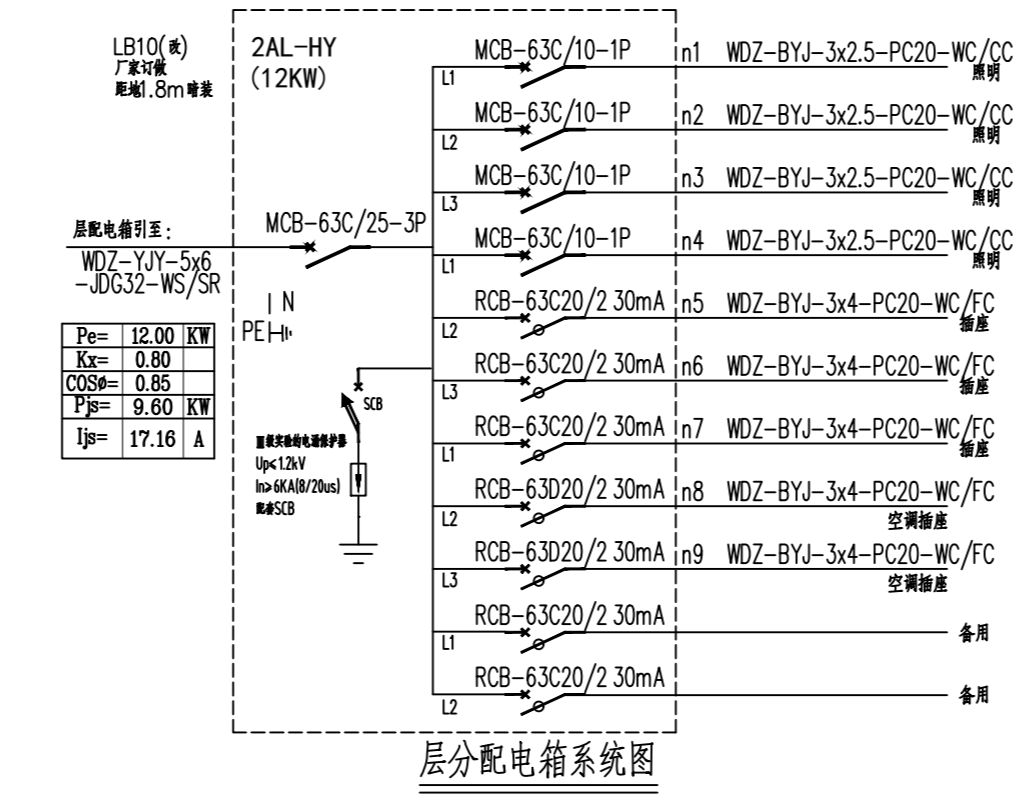 LB10(改)
厂家订做
距地1.8m暗装
2AL-HY
(12KW)
层配电箱引至：
WDZ-YJY-5x6
-JDG32-WS/SR
MCB-63C/25-3P
N
PE
Pe= 12.00 KW
Kx= 0.80
COSø= 0.85
Pjs= 9.60 KW
Ijs= 17.16 A
SCB
Ⅱ级实验的电涌保护器
Up≤1.2kV
In≥6KA(8/20us)
配套SCB
MCB-63C/10-1P n1 WDZ-BYJ-3x2.5-PC20-WC/CC
L1 照明
MCB-63C/10-1P n2 WDZ-BYJ-3x2.5-PC20-WC/CC
L2 照明
MCB-63C/10-1P n3 WDZ-BYJ-3x2.5-PC20-WC/CC
L3 照明
MCB-63C/10-1P n4 WDZ-BYJ-3x2.5-PC20-WC/CC
L1 照明
RCB-63C20/2 30mA n5 WDZ-BYJ-3x4-PC20-WC/FC
L2 插座
RCB-63C20/2 30mA n6 WDZ-BYJ-3x4-PC20-WC/FC
L3 插座
RCB-63C20/2 30mA n7 WDZ-BYJ-3x4-PC20-WC/FC
L1 插座
RCB-63D20/2 30mA n8 WDZ-BYJ-3x4-PC20-WC/FC
L2 空调插座
RCB-63D20/2 30mA n9 WDZ-BYJ-3x4-PC20-WC/FC
L3 空调插座
RCB-63C20/2 30mA
L1 备用
RCB-63C20/2 30mA
L2 备用
层分配电箱系统图